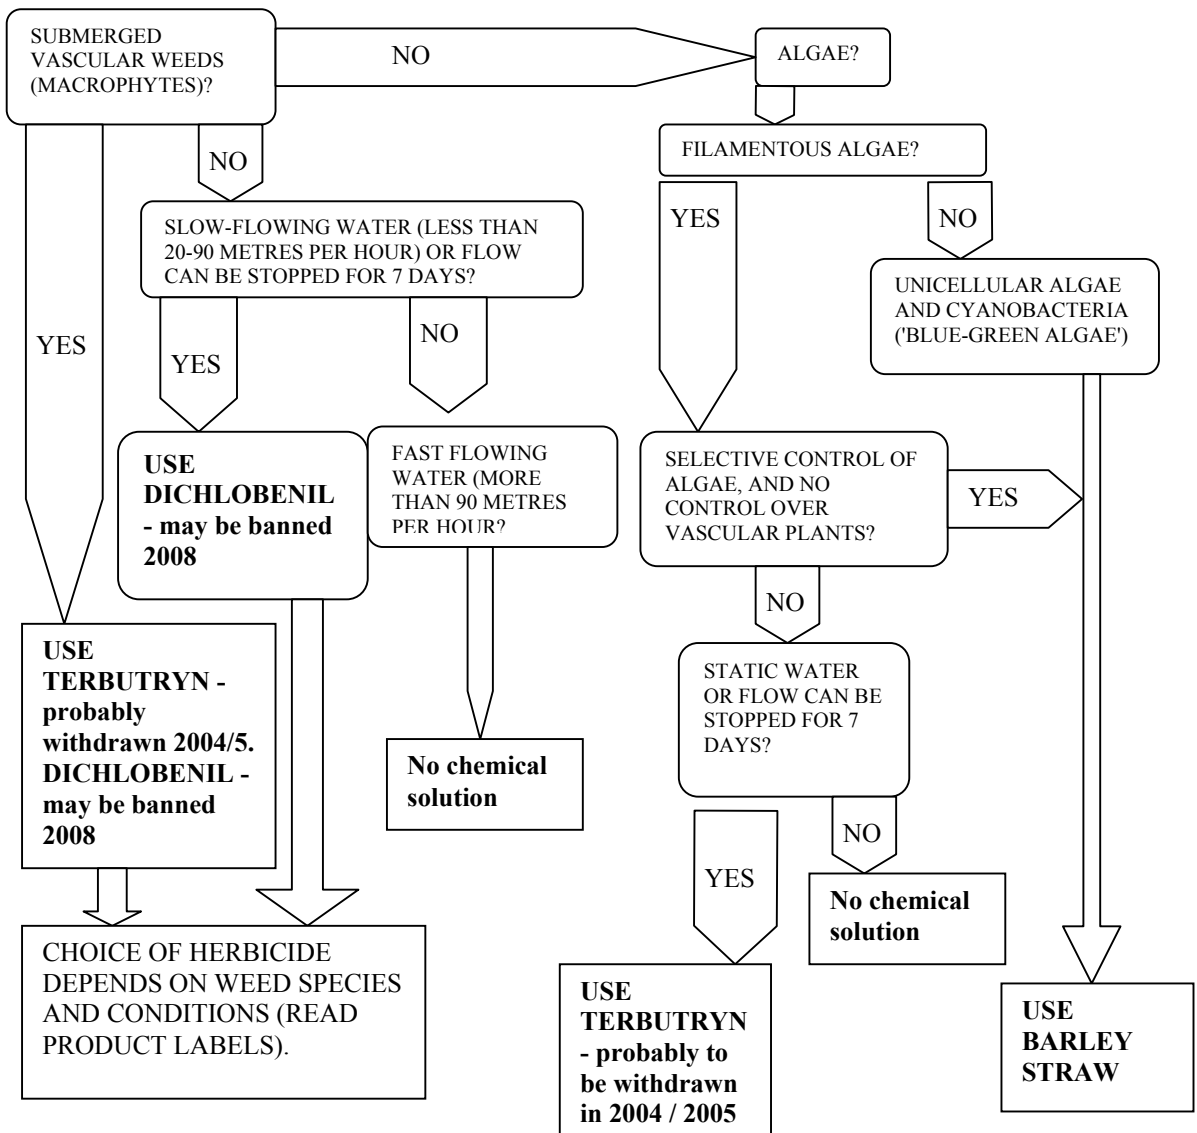 SUBMERGED
VASCULAR WEEDS
(MACROPHYTES)?
NO
ALGAE?
FILAMENTOUS ALGAE?
NO
YES
NO
SLOW-FLOWING WATER (LESS THAN
20-90 METRES PER HOUR) OR FLOW
CAN BE STOPPED FOR 7 DAYS?
UNICELLULAR ALGAE
AND CYANOBACTERIA
('BLUE-GREEN ALGAE')
YES
YES
NO
USE
DICHLOBENIL
- may be banned
2008
FAST FLOWING
WATER (MORE
THAN 90 METRES
PER HOUR?
SELECTIVE CONTROL OF
ALGAE, AND NO
CONTROL OVER
VASCULAR PLANTS?
YES
NO
USE
TERBUTRYN -
probably
withdrawn 2004/5.
DICHLOBENIL -
may be banned
2008
STATIC WATER
OR FLOW CAN BE
STOPPED FOR 7
DAYS?
No chemical
solution
NO
YES
No chemical
solution
CHOICE OF HERBICIDE
DEPENDS ON WEED SPECIES
AND CONDITIONS (READ
PRODUCT LABELS).
USE
TERBUTRYN
- probably to
be withdrawn
in 2004 / 2005
USE
BARLEY
STRAW